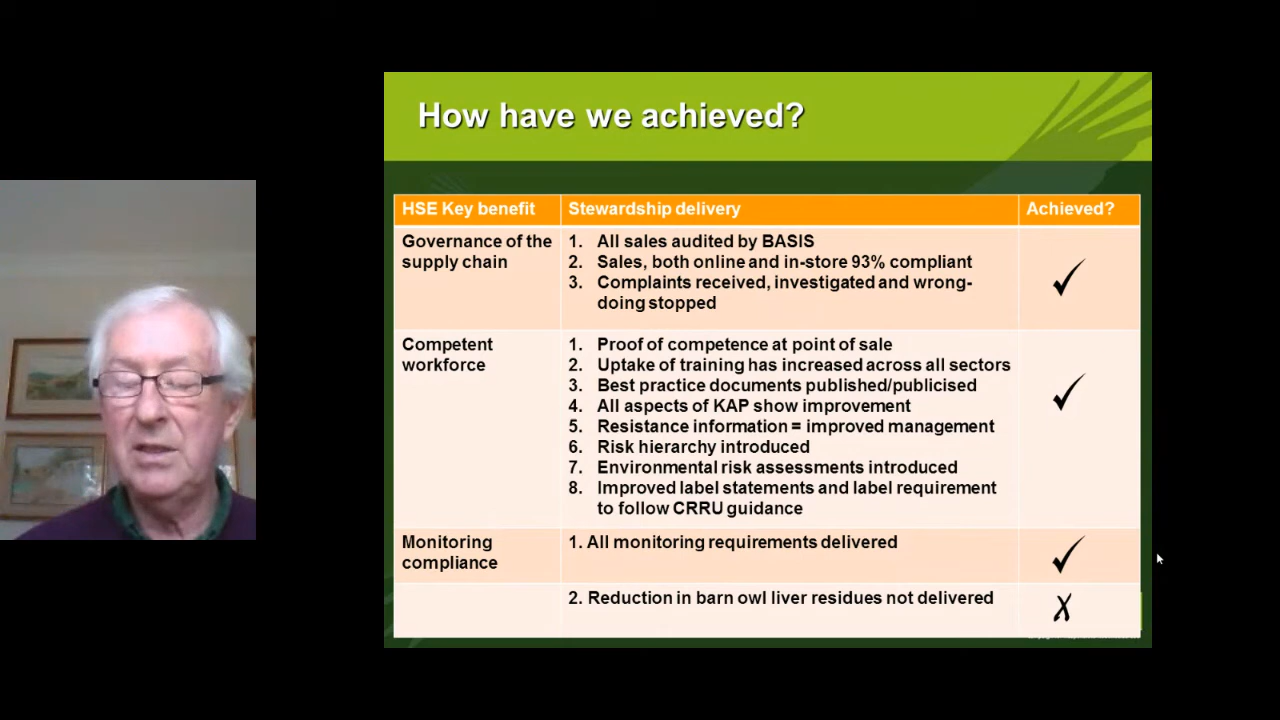 How have we achieved?
HSE Key benefit
Stewardship delivery
Achieved?
Governance of the
supply chain
1. All sales audited by BASIS
2. Sales, both online and in-store 93% compliant
3. Complaints received, investigated and wrong-
doing stopped
Competent
workforce
1. Proof of competence at point of sale
2. Uptake of training has increased across all sectors
3. Best practice documents published/publicised
4. All aspects of KAP show improvement
5. Resistance information = improved management
6. Risk hierarchy introduced
7. Environmental risk assessments introduced
8. Improved label statements and label requirement
to follow CRRU guidance
Monitoring
compliance
1. All monitoring requirements delivered
2. Reduction in barn owl liver residues not delivered